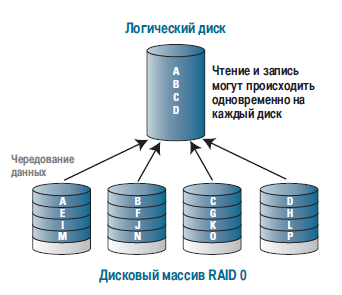 Логический диск
A
B
C
D
Чтение и запись
могут происходить
одновременно на
каждый диск
Чередование
данных
A
E
I
M
B
F
J
N
C
G
K
O
D
H
L
P
Дисковый массив RAID 0